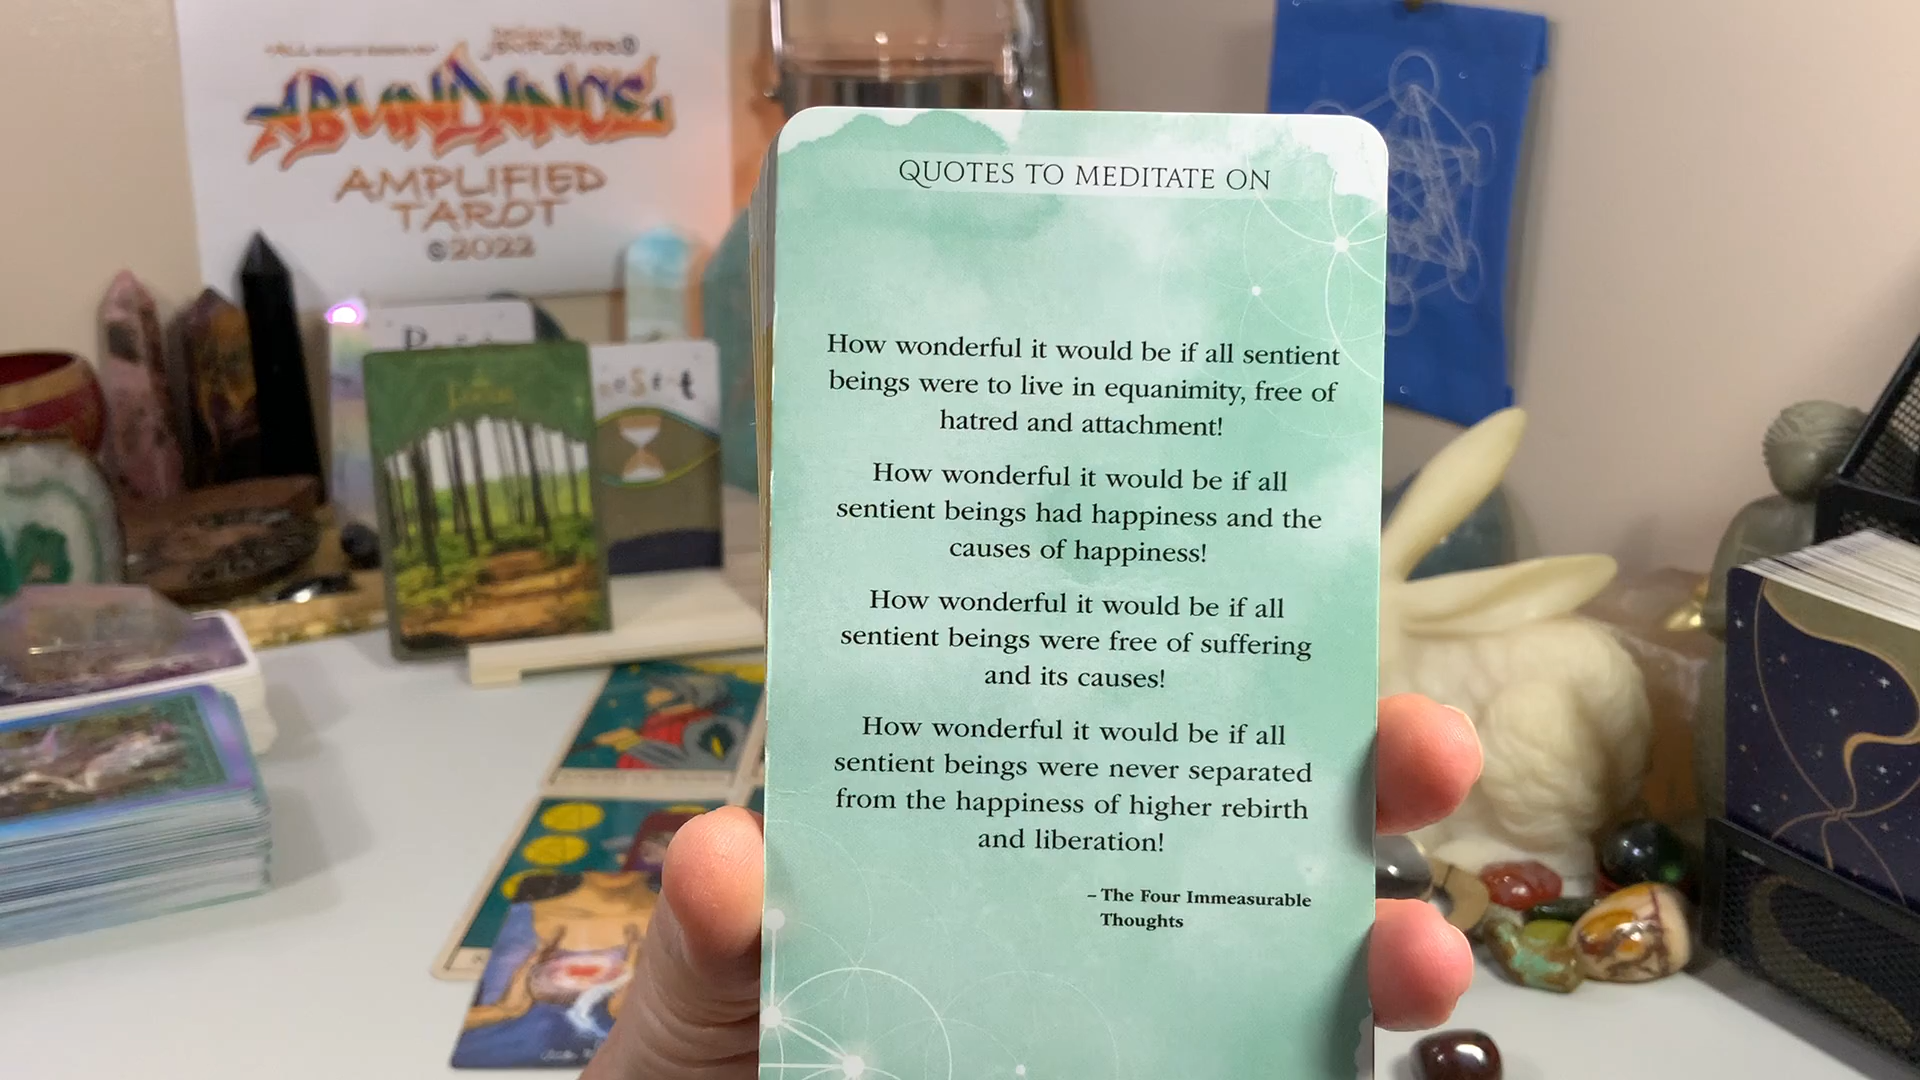 ABUNDANCE
AMPLIFIED
TAROT
©2022
QUOTES TO MEDITATE ON
How wonderful it would be if all sentient
beings were to live in equanimity, free of
hatred and attachment!
How wonderful it would be if all
sentient beings had happiness and the
causes of happiness!
How wonderful it would be if all
sentient beings were free of suffering
and its causes!
How wonderful it would be if all
sentient beings were never separated
from the happiness of higher rebirth
and liberation!
– The Four Immeasurable
Thoughts